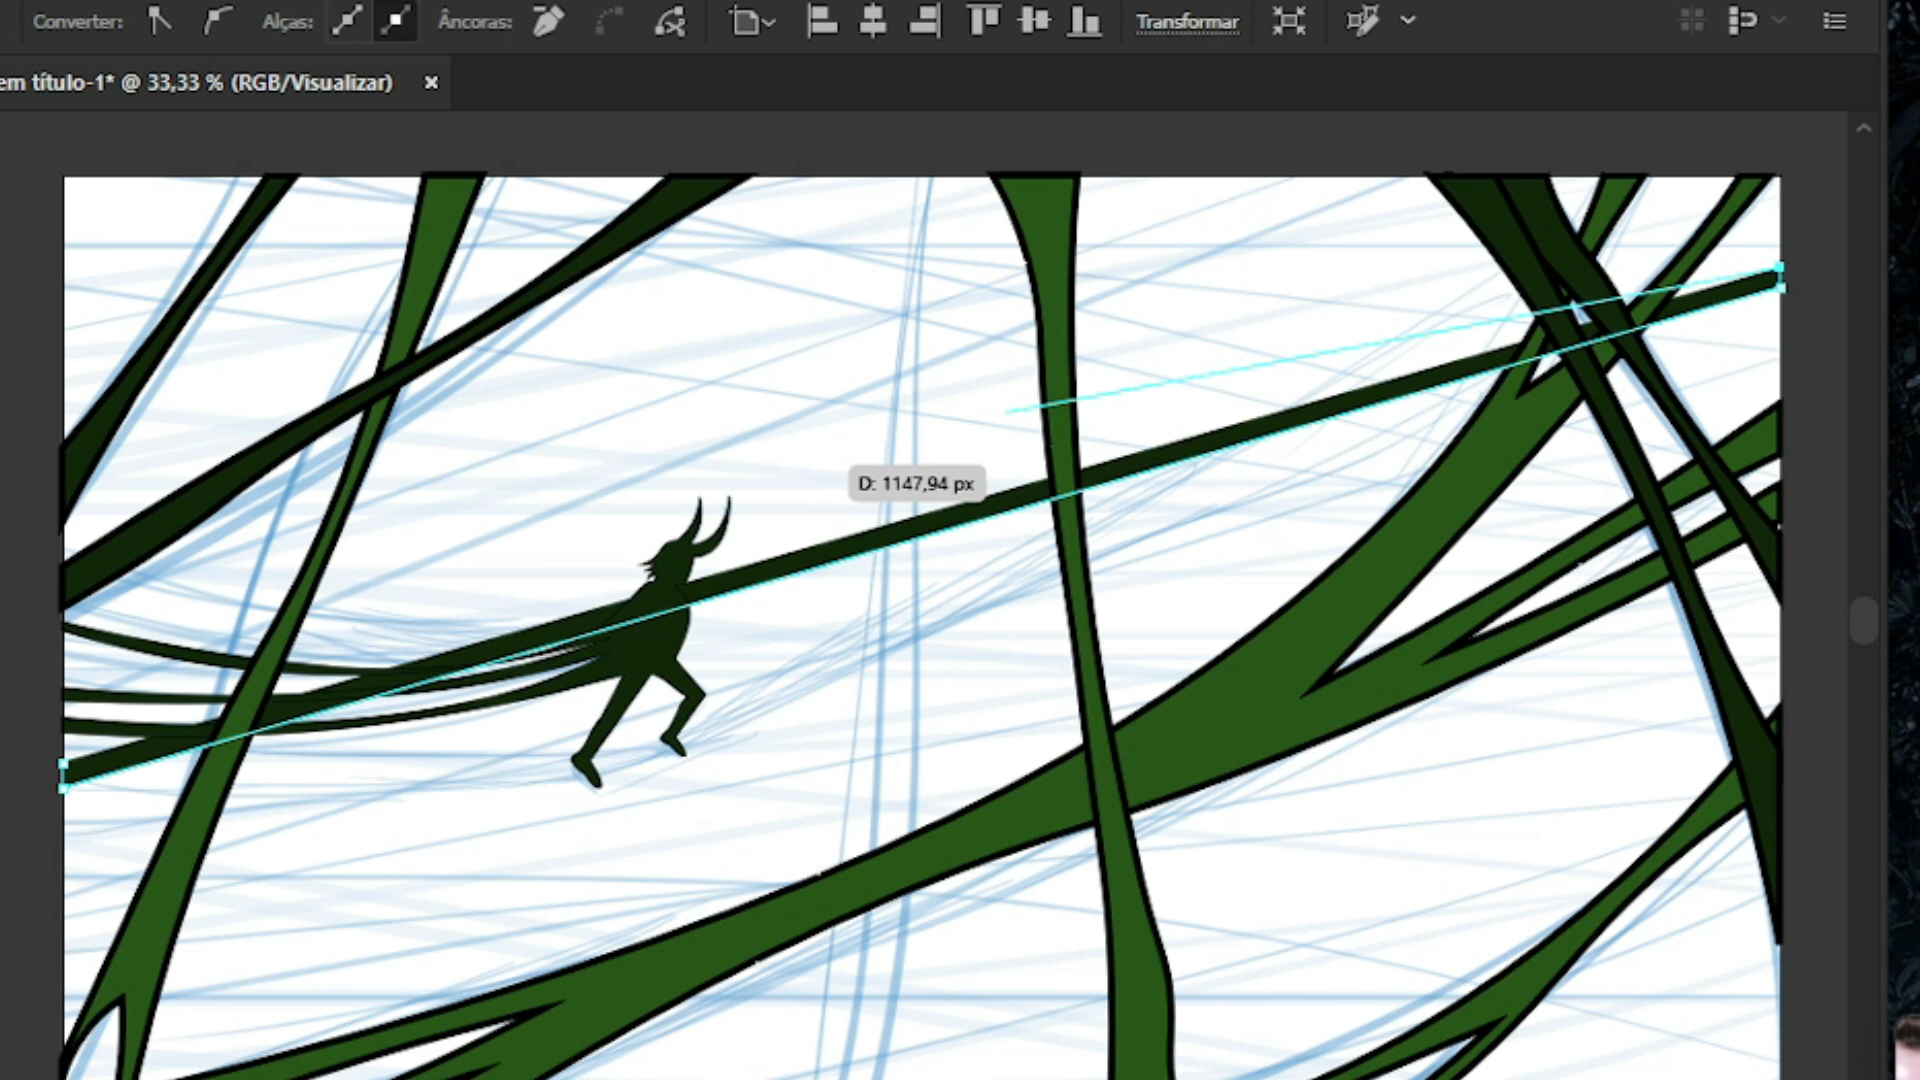 Converter: Alças: Âncoras: Transformar
em título-1* @ 33,33 % (RGB/Visualizar)
D: 1147,94 px